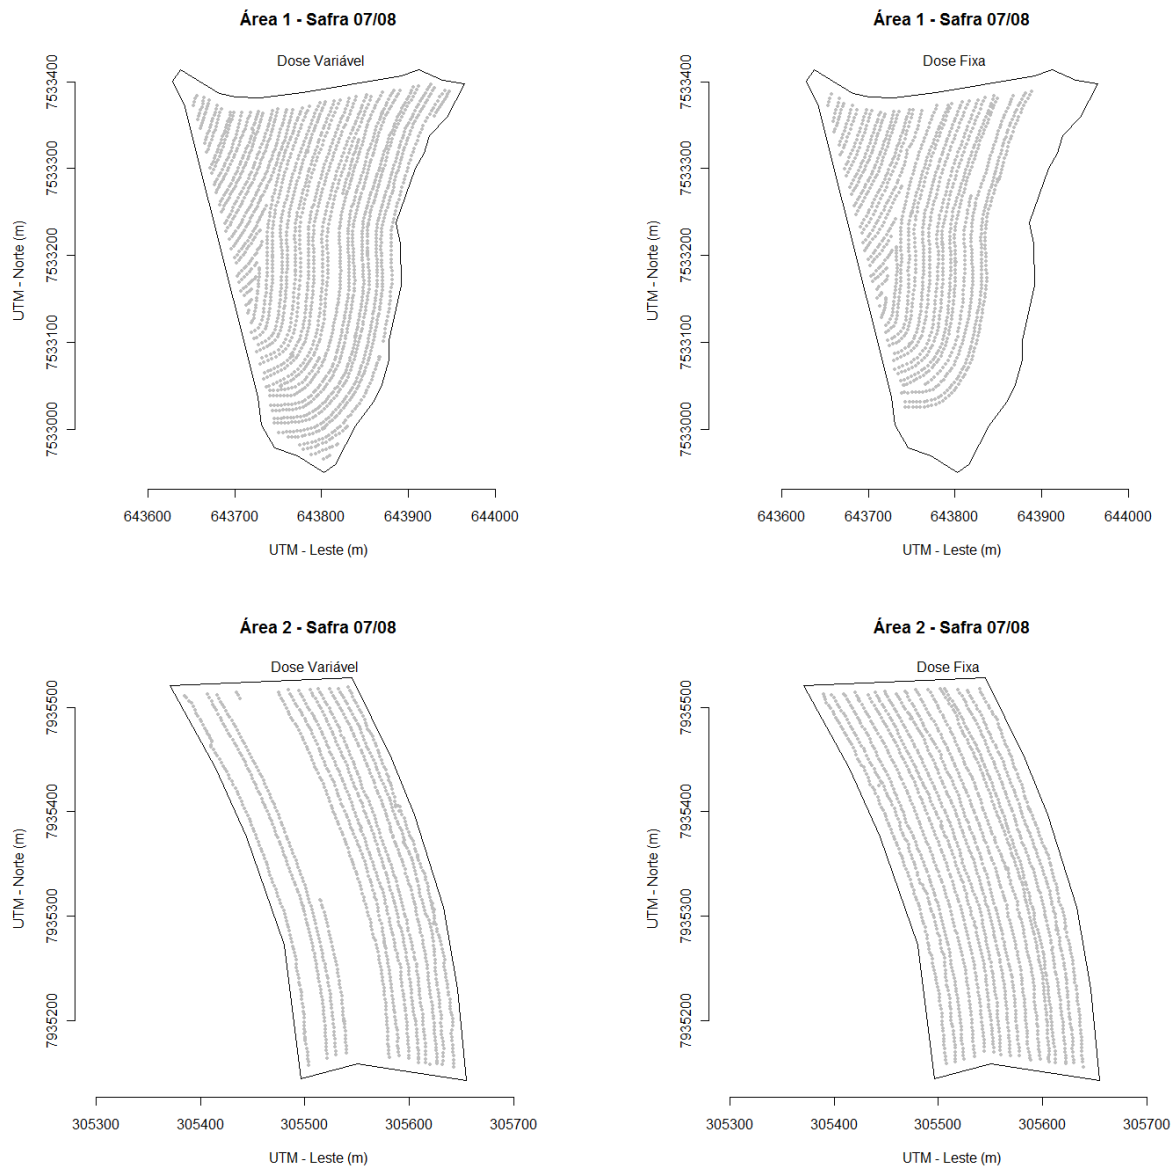 Área 1 - Safra 07/08
Dose Variável
UTM - Norte (m)
7533400
7533300
7533200
7533100
7533000
643600 643700 643800 643900 644000
UTM - Leste (m)
Área 1 - Safra 07/08
Dose Fixa
UTM - Norte (m)
7533400
7533300
7533200
7533100
7533000
643600 643700 643800 643900 644000
UTM - Leste (m)
Área 2 - Safra 07/08
Dose Variável
UTM - Norte (m)
7935500
7935400
7935300
7935200
305300 305400 305500 305600 305700
UTM - Leste (m)
Área 2 - Safra 07/08
Dose Fixa
UTM - Norte (m)
7935500
7935400
7935300
7935200
305300 305400 305500 305600 305700
UTM - Leste (m)